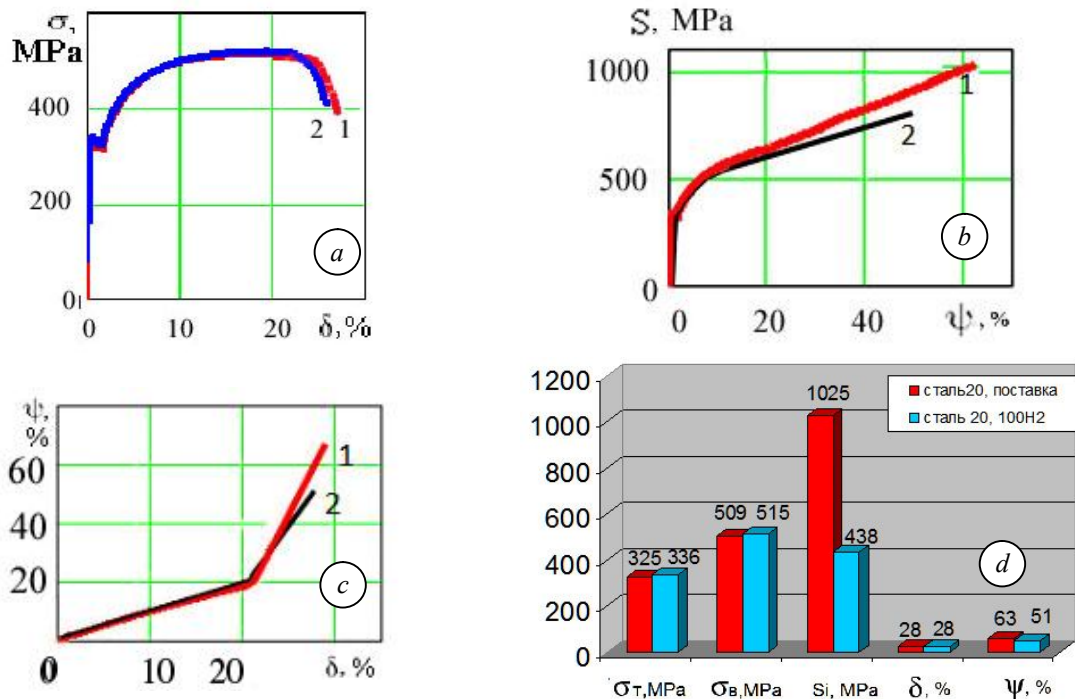 σ,
MPa
400
200
0
0 10 20 δ,%
2 1
a
S, MPa
1000
500
0
0 20 40 ψ, %
1
2
b
ψ,
%
60
40
20
0 10 20 δ,%
1
2
c
1200
1000
800
600
400
200
0
сталь20, поставка
сталь 20, 100H2
325 336
509 515
1025
438
28 28
63 51
d
σт,MPa σв,MPa Si, MPa δ, % ψ, %